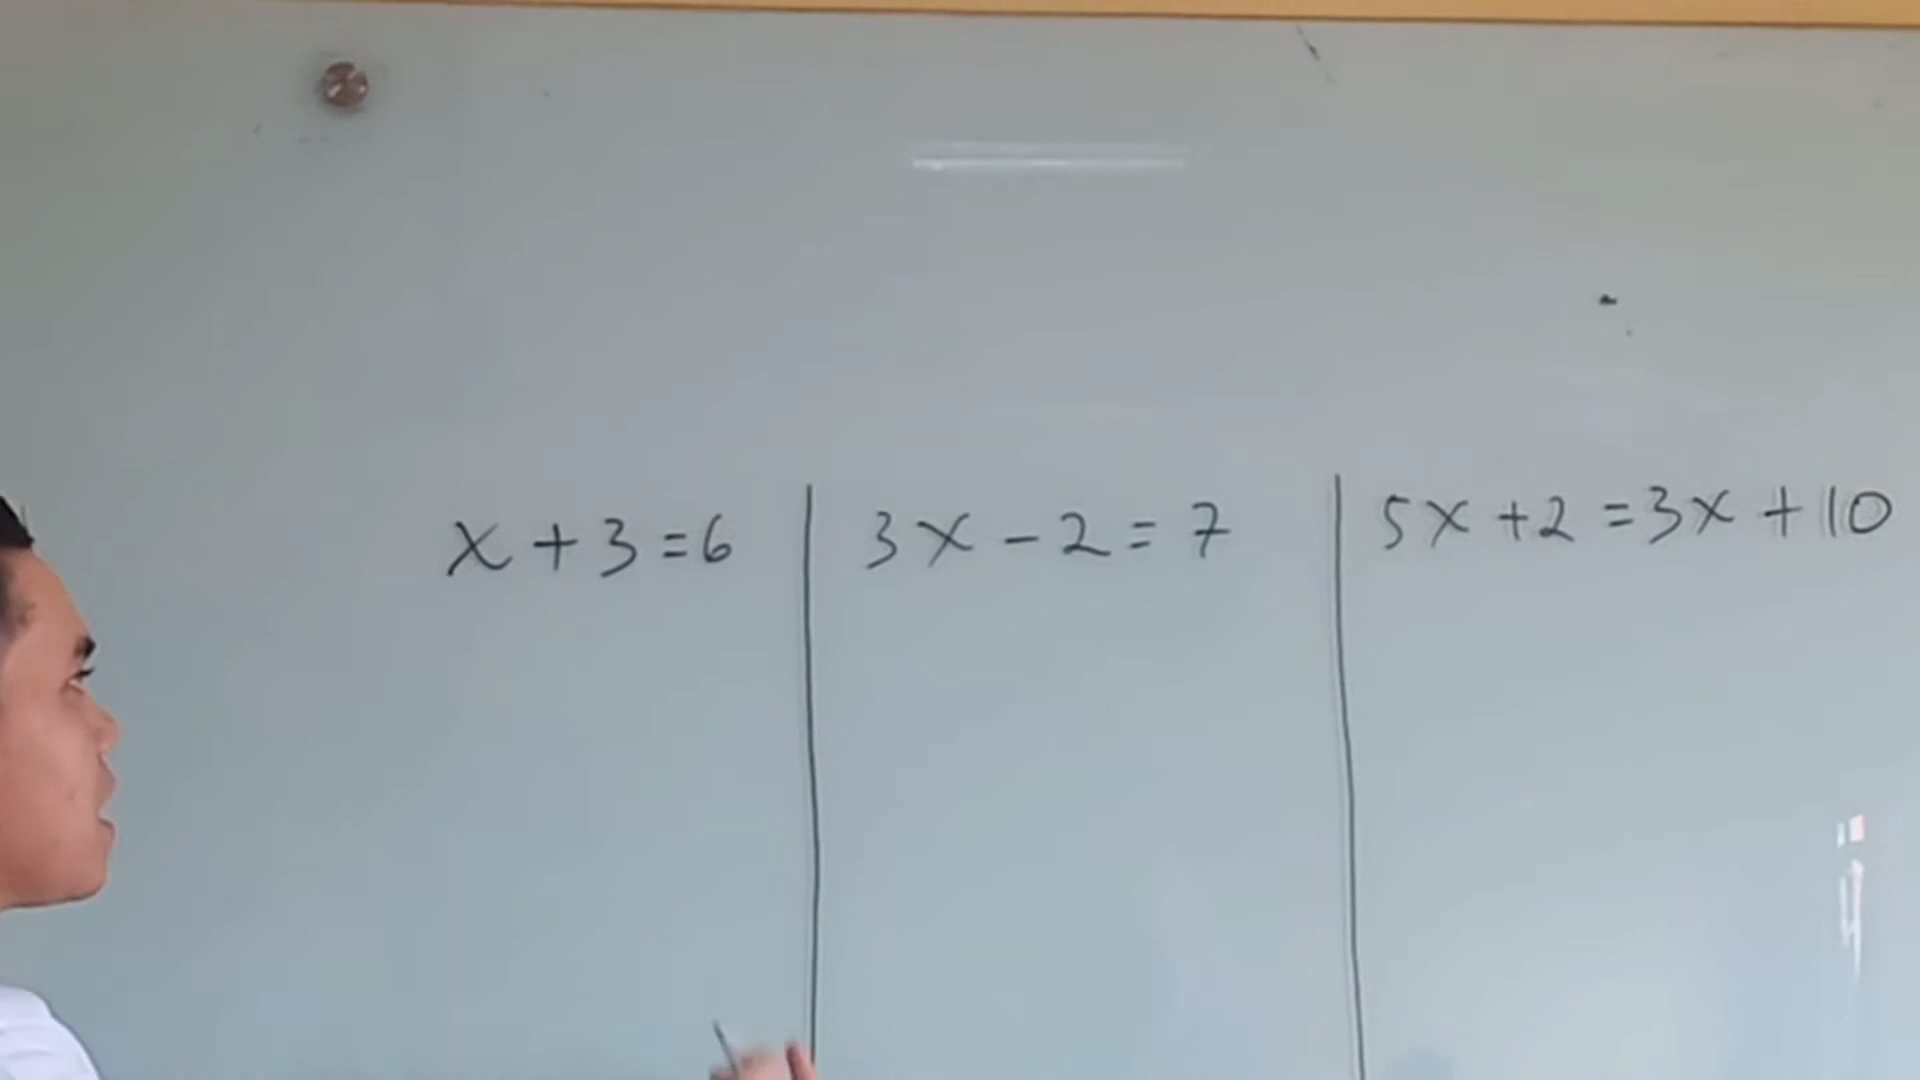 x + 3 = 6
3x - 2 = 7
5x + 2 = 3x + 10